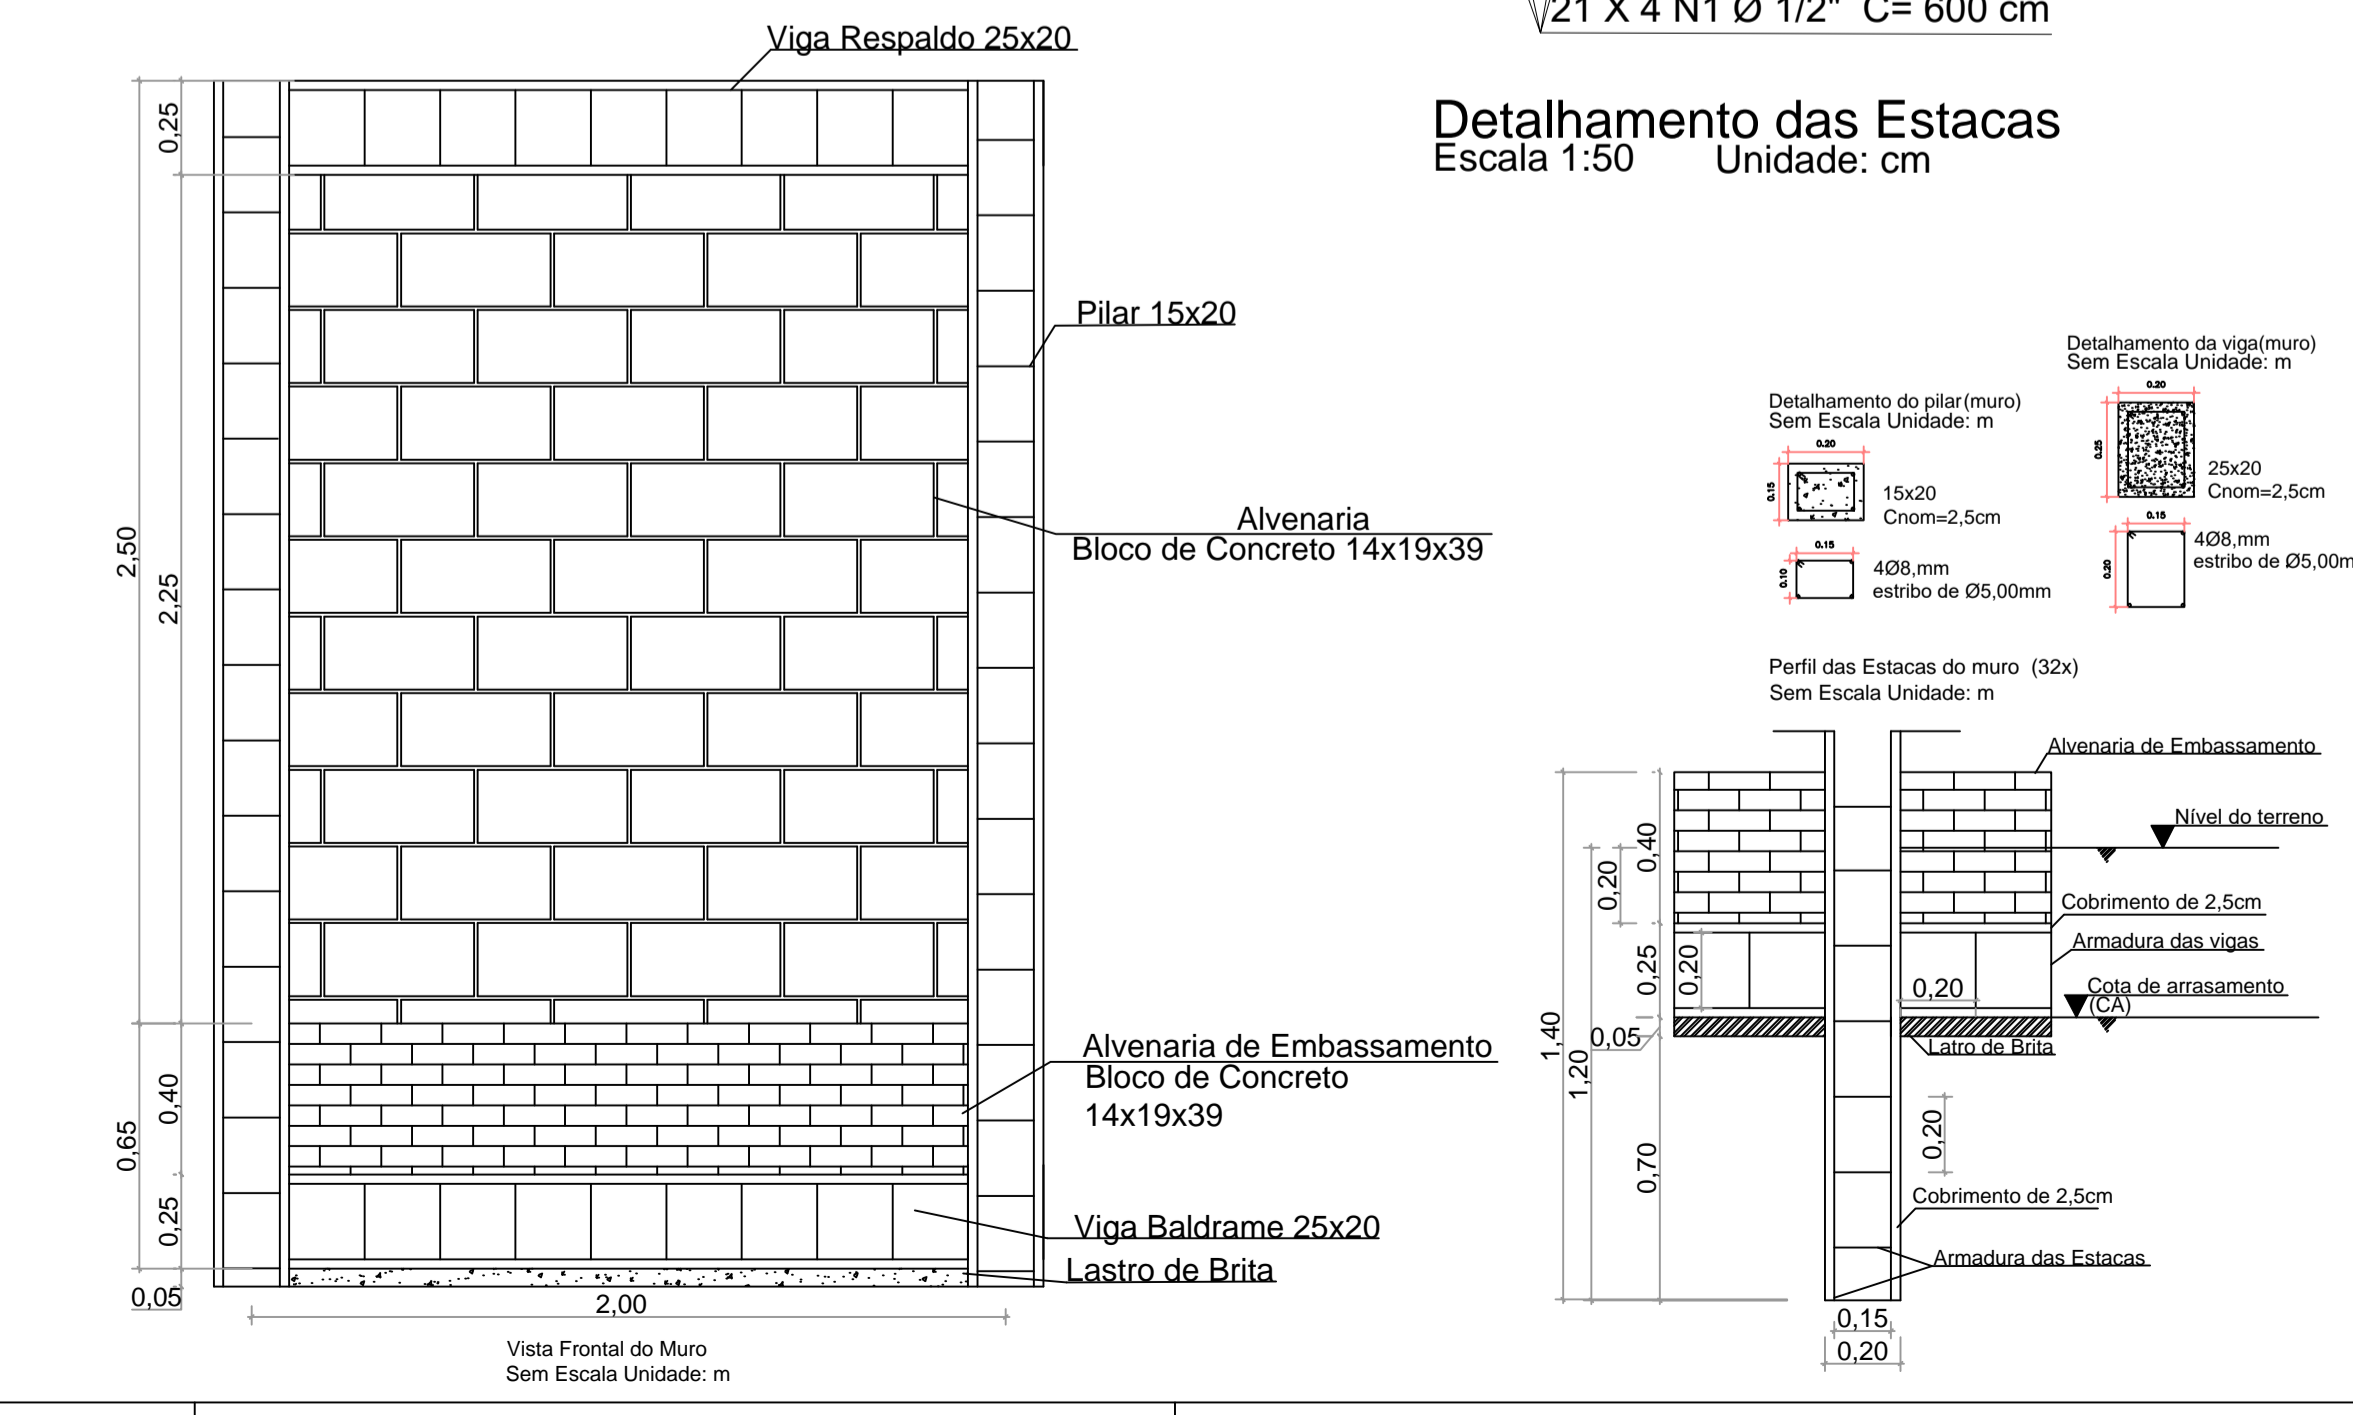 21 X 4 N1 Ø 1/2" C= 600 cm
Detalhamento das Estacas
Escala 1:50 Unidade: cm
Viga Respaldo 25x20
0,25
2,50
2,25
Pilar 15x20
Alvenaria
Bloco de Concreto 14x19x39
Alvenaria de Embassamento
Bloco de Concreto
14x19x39
0,40
0,65
0,25
Viga Baldrame 25x20
Lastro de Brita
0,05
2,00
Vista Frontal do Muro
Sem Escala Unidade: m
Detalhamento da viga(muro)
Sem Escala Unidade: m
0.20
0.25
25x20
Cnom=2,5cm
0.15
0.20
4Ø8,mm
estribo de Ø5,00m
Detalhamento do pilar(muro)
Sem Escala Unidade: m
0.20
0.15
15x20
Cnom=2,5cm
0.15
0.10
4Ø8,mm
estribo de Ø5,00mm
Perfil das Estacas do muro (32x)
Sem Escala Unidade: m
Alvenaria de Embassamento
Nível do terreno
0,40
0,20
Cobrimento de 2,5cm
Armadura das vigas
0,25
0,20
0,20
Cota de arrasamento
(CA)
0,05
Latro de Brita
1,40
1,20
0,20
0,70
Cobrimento de 2,5cm
Armadura das Estacas
0,15
0,20